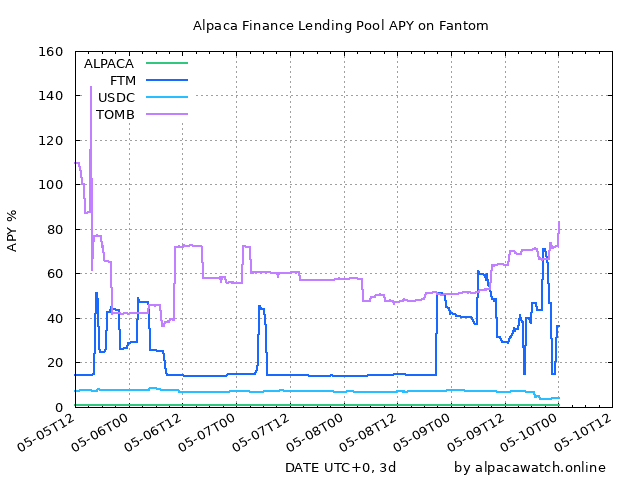 Alpaca Finance Lending Pool APY on Fantom
160
140
120
100
80
60
40
20
0
APY %
ALPACA
FTM
USDC
TOMB
05-05T12
05-06T00
05-06T12
05-07T00
05-07T12
05-08T00
05-08T12
05-09T00
05-09T12
05-10T00
05-10T12
DATE UTC+0, 3d
by alpacawatch.online